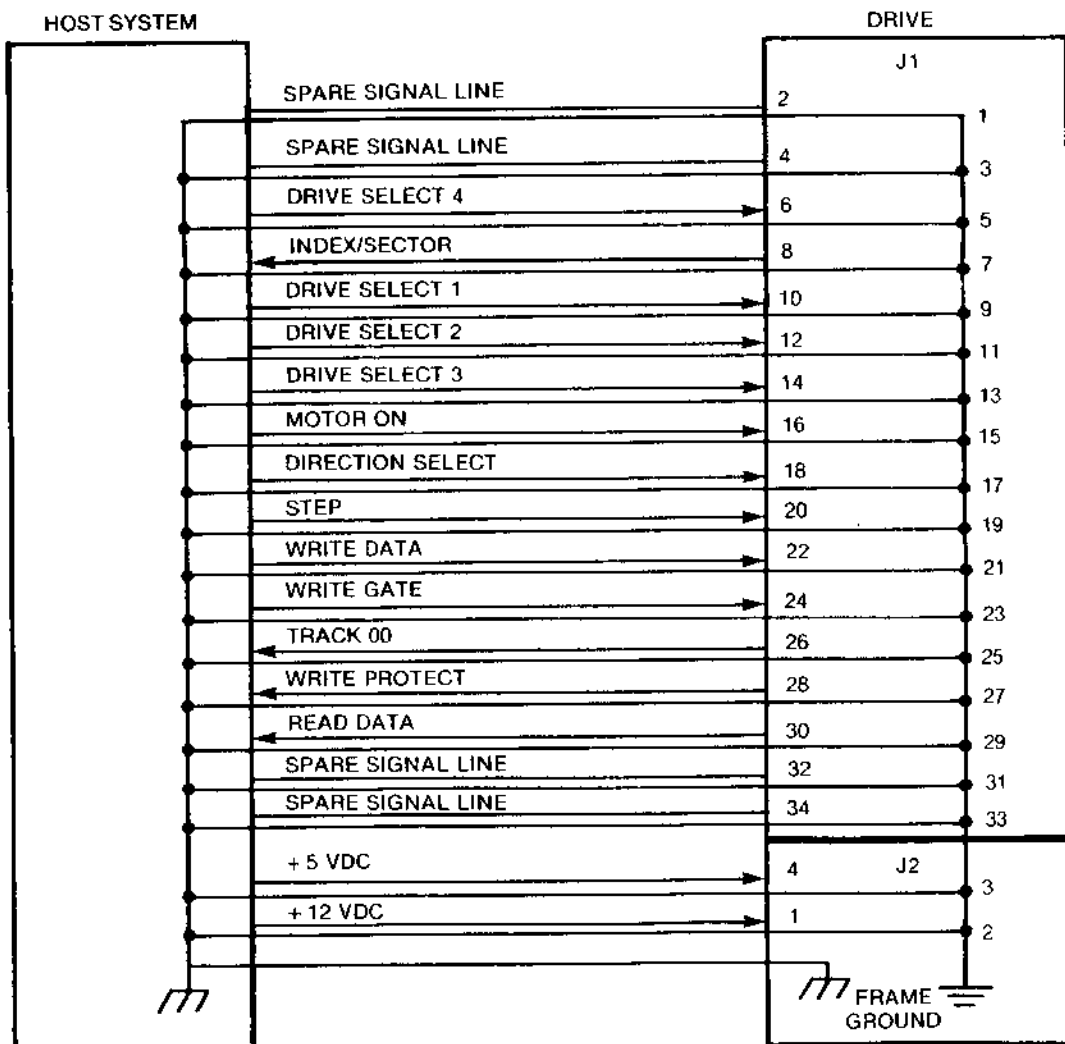 HOST SYSTEM
DRIVE
J1
SPARE SIGNAL LINE 2
1
SPARE SIGNAL LINE 4
3
DRIVE SELECT 4 6
5
INDEX/SECTOR 8
7
DRIVE SELECT 1 10
9
DRIVE SELECT 2 12
11
DRIVE SELECT 3 14
13
MOTOR ON 16
15
DIRECTION SELECT 18
17
STEP 20
19
WRITE DATA 22
21
WRITE GATE 24
23
TRACK 00 26
25
WRITE PROTECT 28
27
READ DATA 30
29
SPARE SIGNAL LINE 32
31
SPARE SIGNAL LINE 34
33
+ 5 VDC 4 J2
3
+ 12 VDC 1
2
FRAME
GROUND